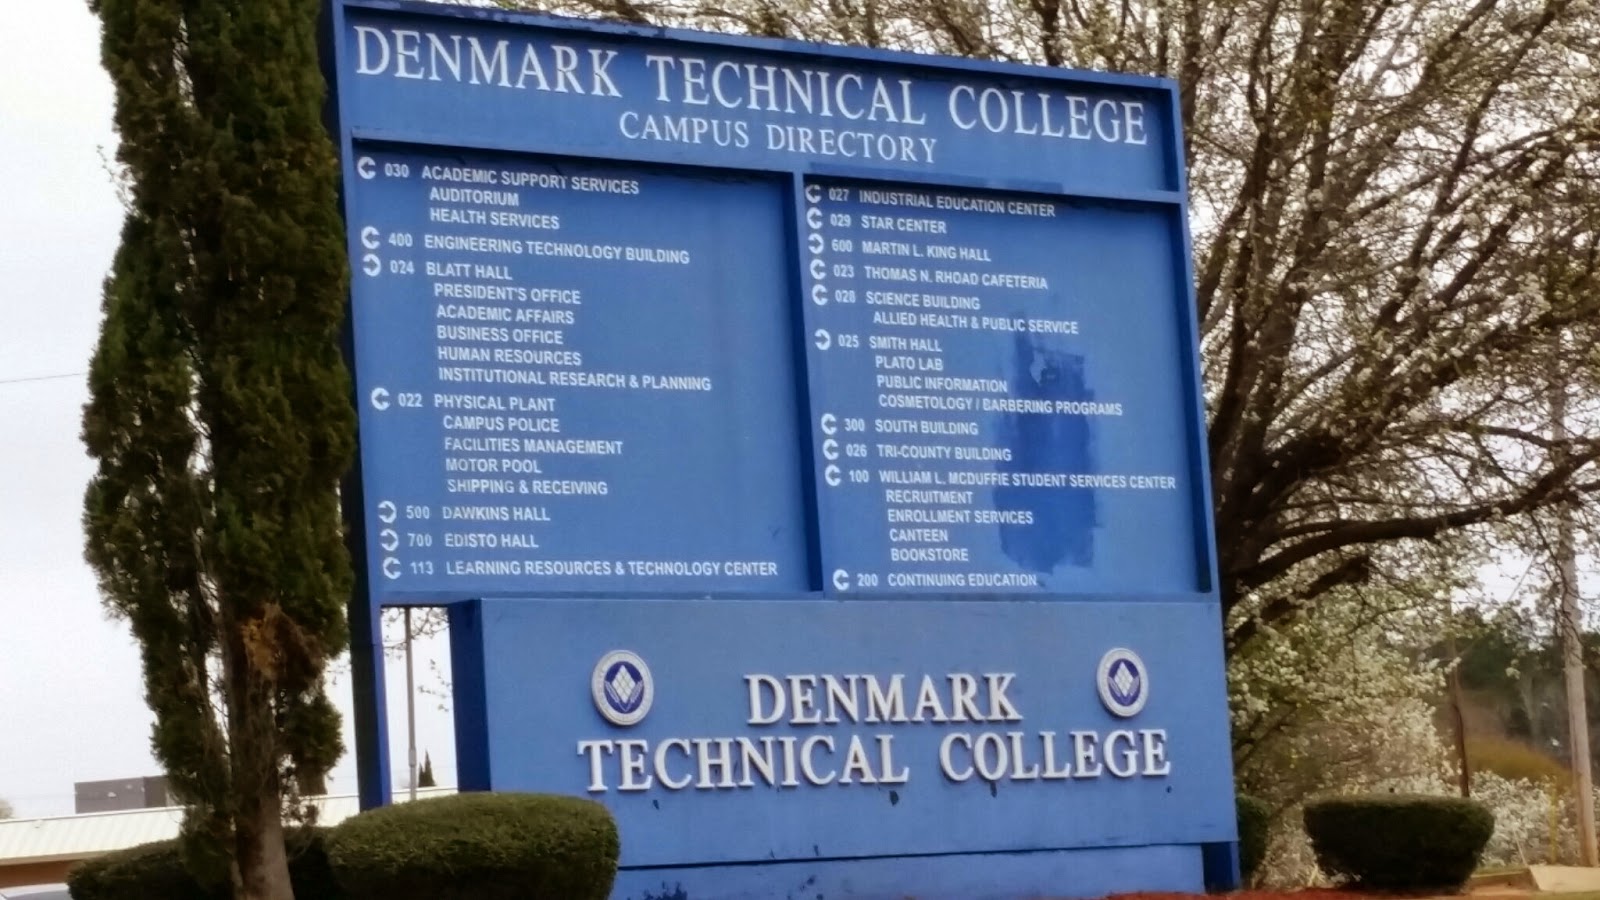 DENMARK TECHNICAL COLLEGE
CAMPUS DIRECTORY
030 ACADEMIC SUPPORT SERVICES
AUDITORIUM
HEALTH SERVICES
400 ENGINEERING TECHNOLOGY BUILDING
024 BLATT HALL
PRESIDENT'S OFFICE
ACADEMIC AFFAIRS
BUSINESS OFFICE
HUMAN RESOURCES
INSTITUTIONAL RESEARCH & PLANNING
022 PHYSICAL PLANT
CAMPUS POLICE
FACILITIES MANAGEMENT
MOTOR POOL
SHIPPING & RECEIVING
500 DAWKINS HALL
700 EDISTO HALL
113 LEARNING RESOURCES & TECHNOLOGY CENTER
027 INDUSTRIAL EDUCATION CENTER
029 STAR CENTER
600 MARTIN L. KING HALL
023 THOMAS N. RHOAD CAFETERIA
028 SCIENCE BUILDING
ALLIED HEALTH & PUBLIC SERVICE
025 SMITH HALL
PLATO LAB
PUBLIC INFORMATION
COSMETOLOGY / BARBERING PROGRAMS
300 SOUTH BUILDING
026 TRI-COUNTY BUILDING
100 WILLIAM L. MCDUFFIE STUDENT SERVICES CENTER
RECRUITMENT
ENROLLMENT SERVICES
CANTEEN
BOOKSTORE
200 CONTINUING EDUCATION
DENMARK
TECHNICAL COLLEGE